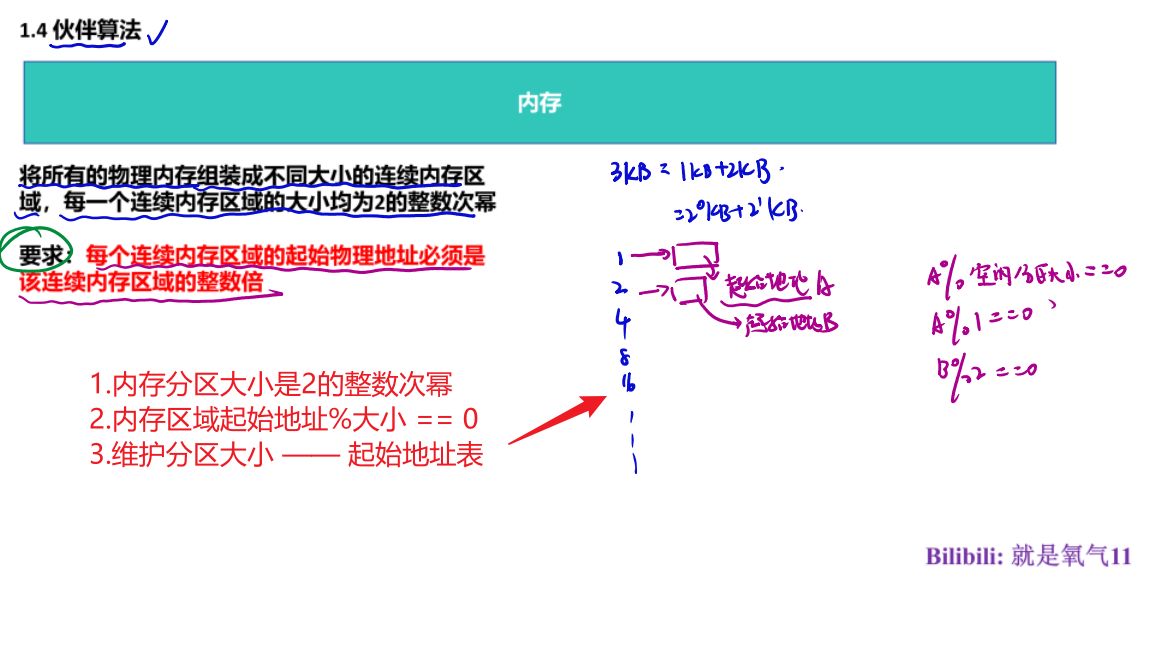 1.4 伙伴算法
内存
将所有的物理内存组装成不同大小的连续内存区
域，每一个连续内存区域的大小均为2的整数次幂
要求：每个连续内存区域的起始物理地址必须是
该连续内存区域的整数倍
1.内存分区大小是2的整数次幂
2.内存区域起始地址%大小 == 0
3.维护分区大小 —— 起始地址表
3KB = 1KB+2KB.
=2⁰KB+2¹KB.
1
2
起始地址A
4
起始地址B
8
16
A%空闲分区大小==0
A%1==0
B%2==0
Bilibili: 就是氧气11